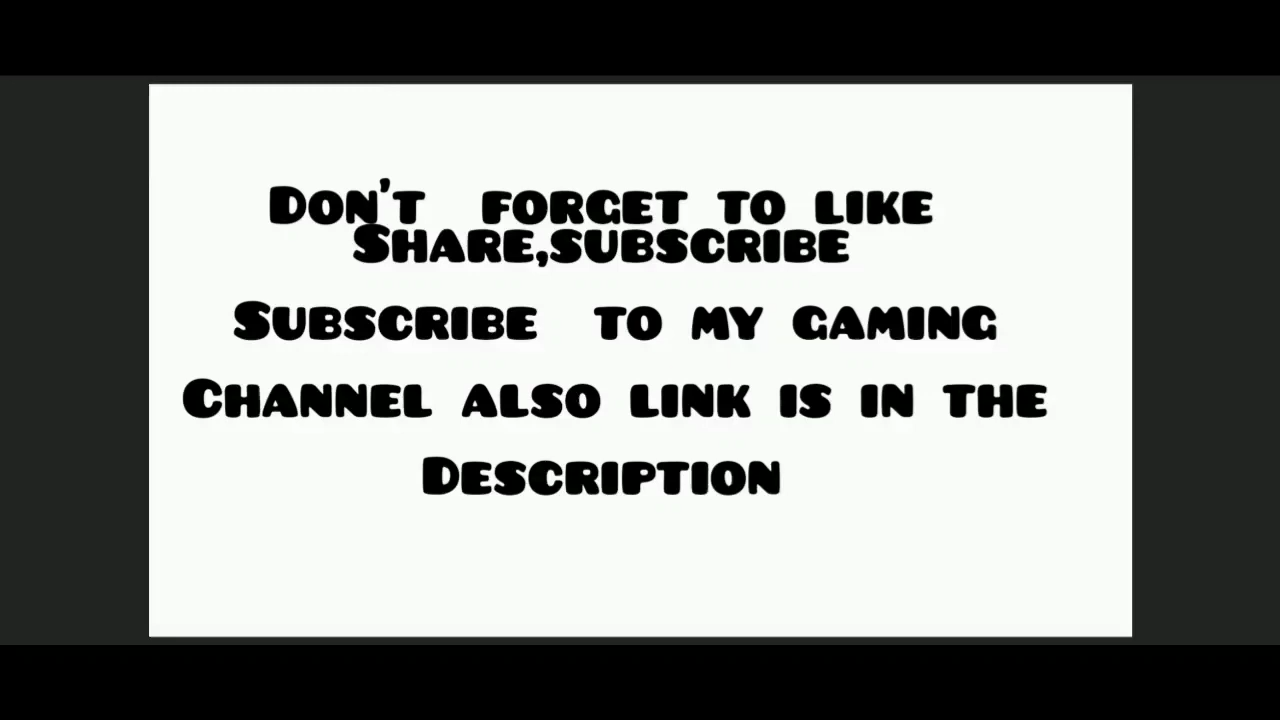 Don't forget to like
Share,subscribe
Subscribe to my gaming
Channel also link is in the
Description